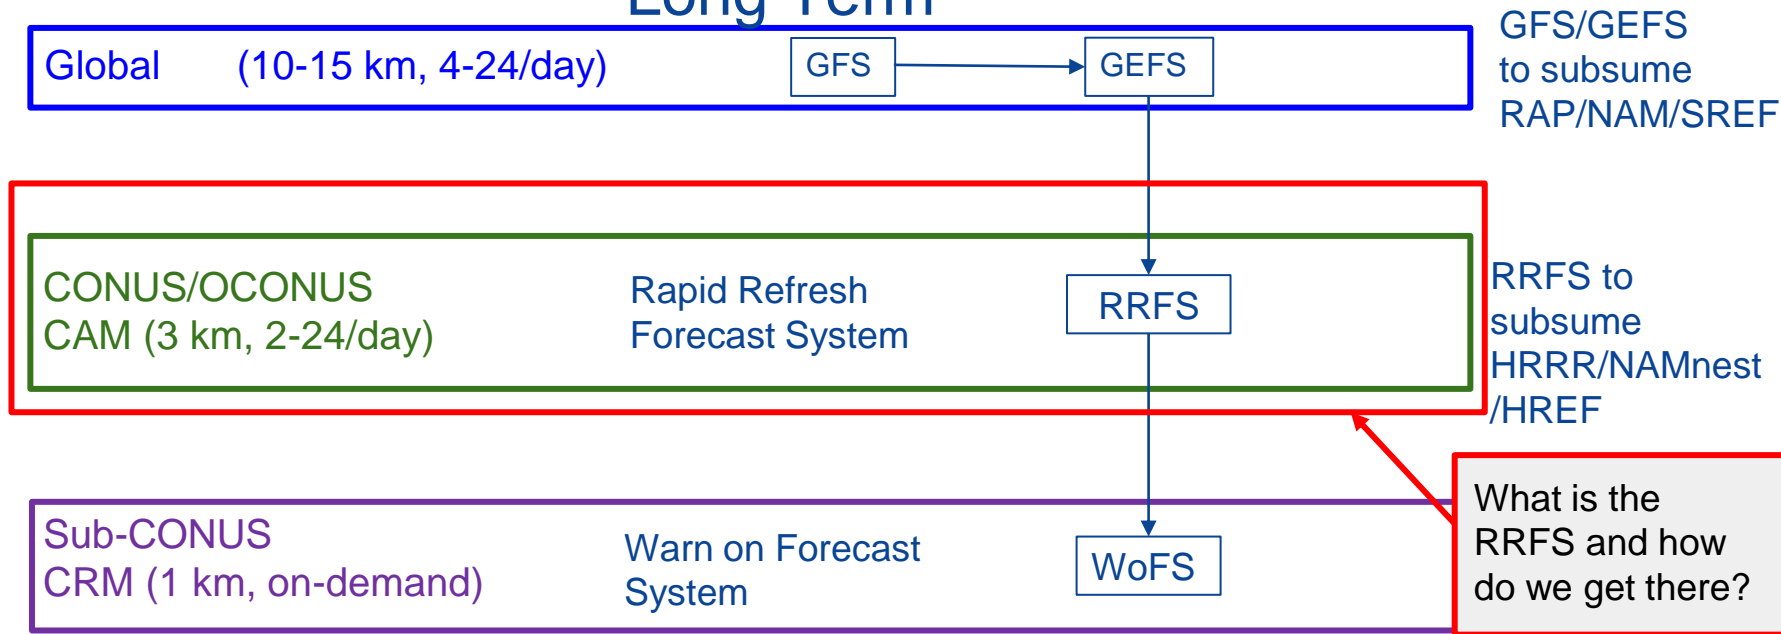 Long Term
Global (10-15 km, 4-24/day)
GFS
GEFS
GFS/GEFS
to subsume
RAP/NAM/SREF
CONUS/OCONUS
CAM (3 km, 2-24/day)
Rapid Refresh
Forecast System
RRFS
RRFS to
subsume
HRRR/NAMnest
/HREF
Sub-CONUS
CRM (1 km, on-demand)
Warn on Forecast
System
WoFS
What is the
RRFS and how
do we get there?